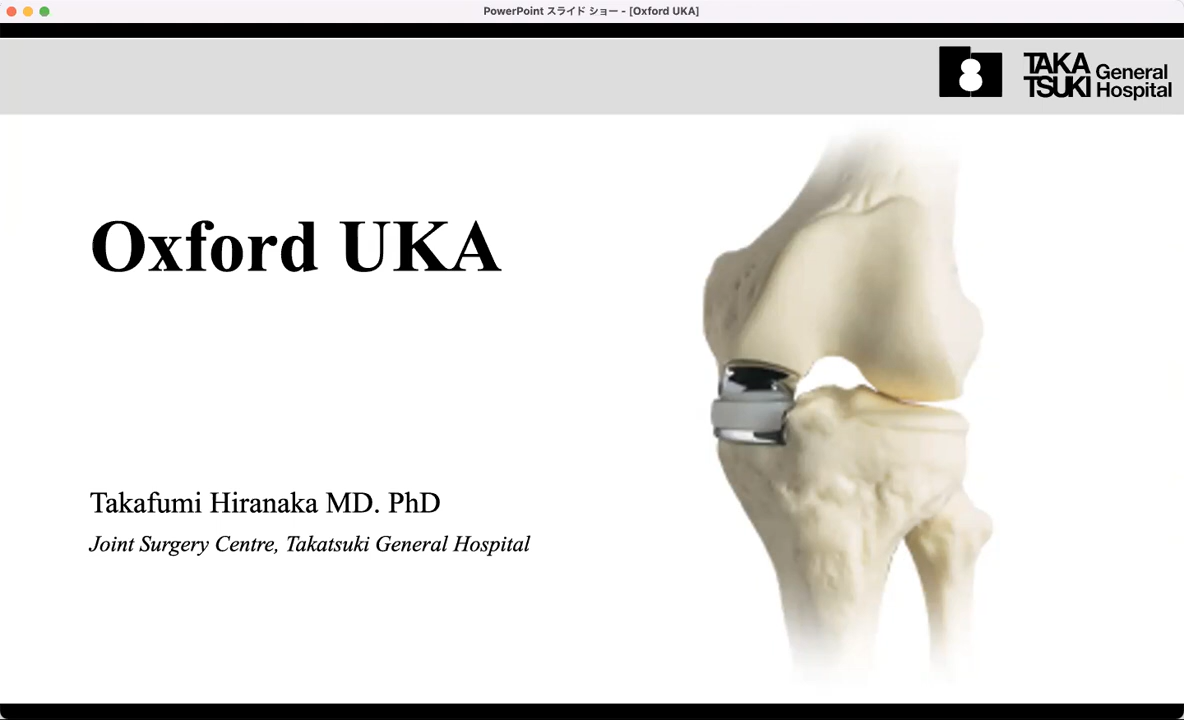 PowerPoint スライド ショー - [Oxford UKA]
TAKA
TSUKI
General
Hospital
Oxford UKA
Takafumi Hiranaka MD. PhD
Joint Surgery Centre, Takatsuki General Hospital